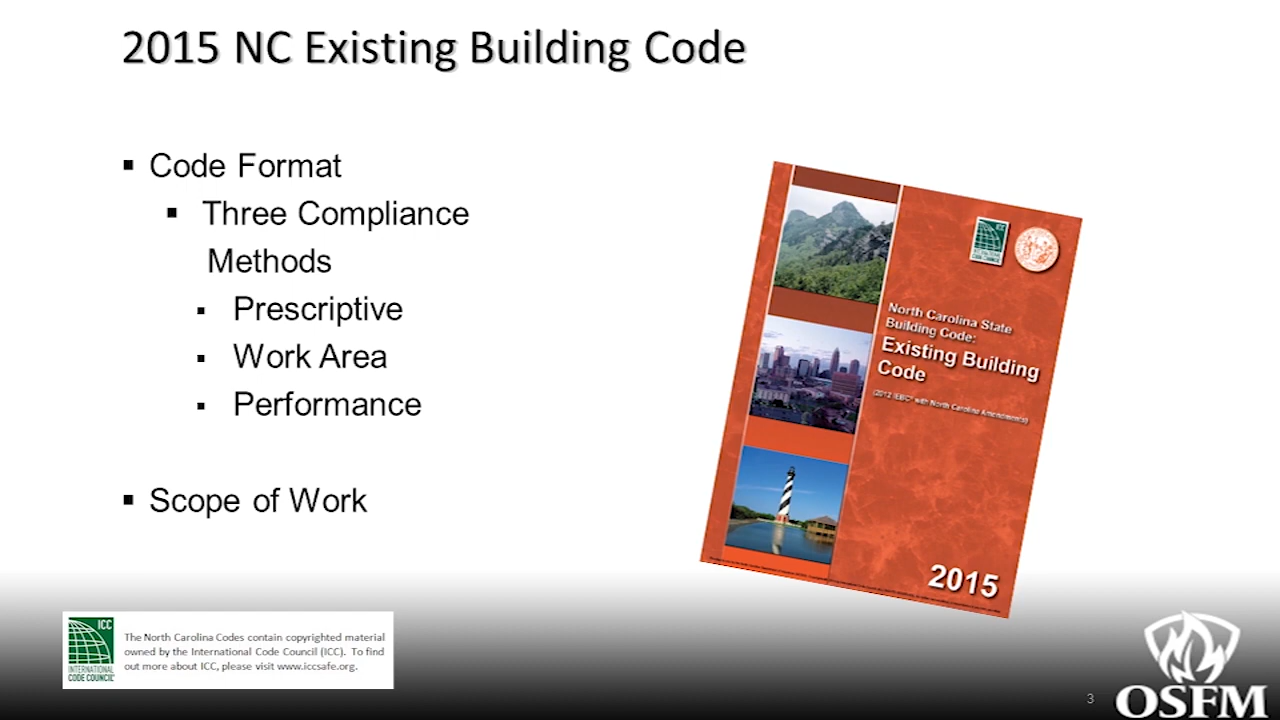 2015 NC Existing Building Code
▪ Code Format
▪ Three Compliance
Methods
▪ Prescriptive
▪ Work Area
▪ Performance
▪ Scope of Work
North Carolina State
Building Code:
Existing Building
Code
(2012 IEBC® with North Carolina Amendments)
2015
ICC
INTERNATIONAL
CODE COUNCIL
The North Carolina Codes contain copyrighted material
owned by the International Code Council (ICC). To find
out more about ICC, please visit www.iccsafe.org.
3
OSFM